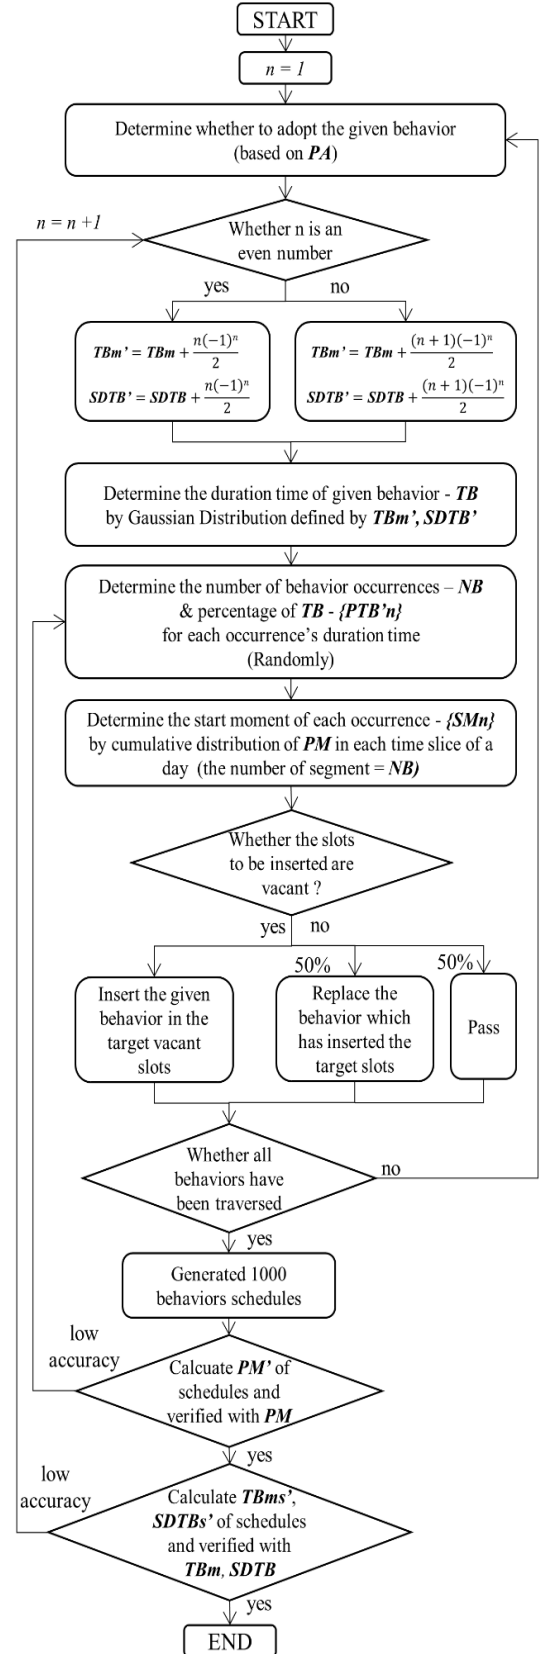 START
n = 1
Determine whether to adopt the given behavior
(based on PA)
n = n +1
Whether n is an
even number
yes
no
TBm’ = TBm + n(−1)ⁿ/2
SDTB’ = SDTB + n(−1)ⁿ/2
TBm’ = TBm + (n + 1)(−1)ⁿ/2
SDTB’ = SDTB + (n + 1)(−1)ⁿ/2
Determine the duration time of given behavior - TB
by Gaussian Distribution defined by TBm’, SDTB’
Determine the number of behavior occurrences – NB
& percentage of TB - {PTB’n}
for each occurrence’s duration time
(Randomly)
Determine the start moment of each occurrence - {SMn}
by cumulative distribution of PM in each time slice of a
day (the number of segment = NB)
Whether the slots
to be inserted are
vacant ?
yes
no
50%
50%
Insert the given
behavior in the
target vacant
slots
Replace the
behavior which
has inserted the
target slots
Pass
Whether all
behaviors have
been traversed
no
yes
Generated 1000
behaviors schedules
low
accuracy
Calcuate PM’ of
schedules and
verified with PM
yes
low
accuracy
Calculate TBms’,
SDTBs’ of schedules
and verified with
TBm, SDTB
yes
END